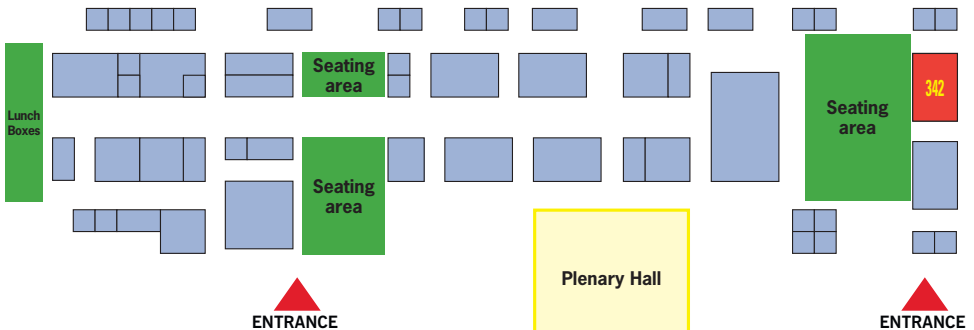 Seating
area
342
Lunch
Boxes
Seating
area
Seating
area
Plenary Hall
ENTRANCE
ENTRANCE